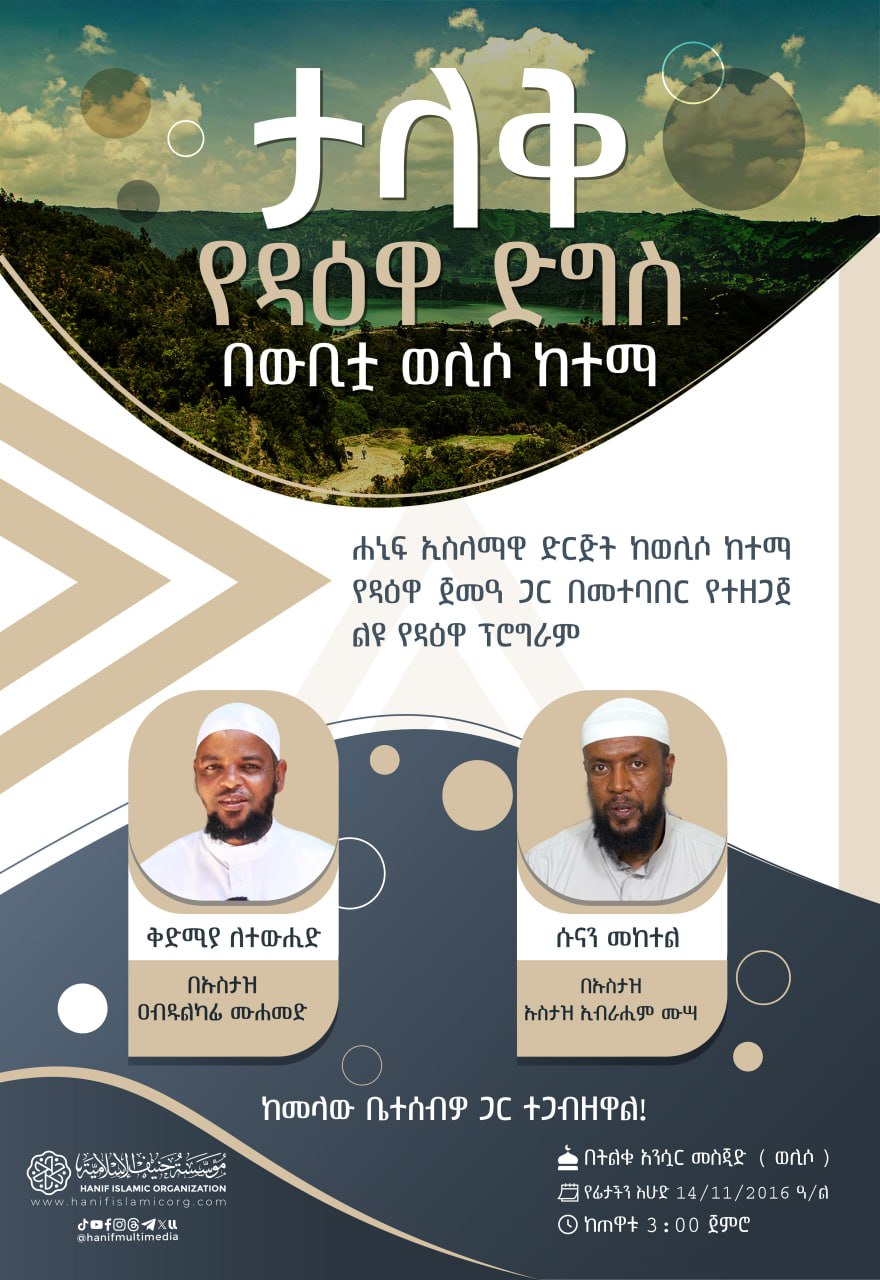 ታላቅ
የዳዕዋ ድግስ
በውቢቷ ወሊሶ ከተማ
ሐኒፍ ኢስላማዊ ድርጅት ከወሊሶ ከተማ
የዳዕዋ ጀመዓ ጋር በመተባበር የተዘጋጀ
ልዩ የዳዕዋ ፕሮግራም
ቅድሚያ ለተውሒድ
በኡስታዝ
ዐብዱልካፊ ሙሐመድ
ሱናን መከተል
በኡስታዝ
ኡስታዝ ኢብራሒም ሙሣ
ከመላው ቤተሰብዎ ጋር ተጋብዘዋል!
مؤسسة حنيف الإسلامية
HANIF ISLAMIC ORGANIZATION
www.hanifislamicorg.com
@hanifmultimedia
በትልቁ አንሷር መስጂድ ( ወሊሶ )
የፊታችን እሁድ 14/11/2016 ዓ/ል
ከጠዋቱ 3:00 ጀምሮ